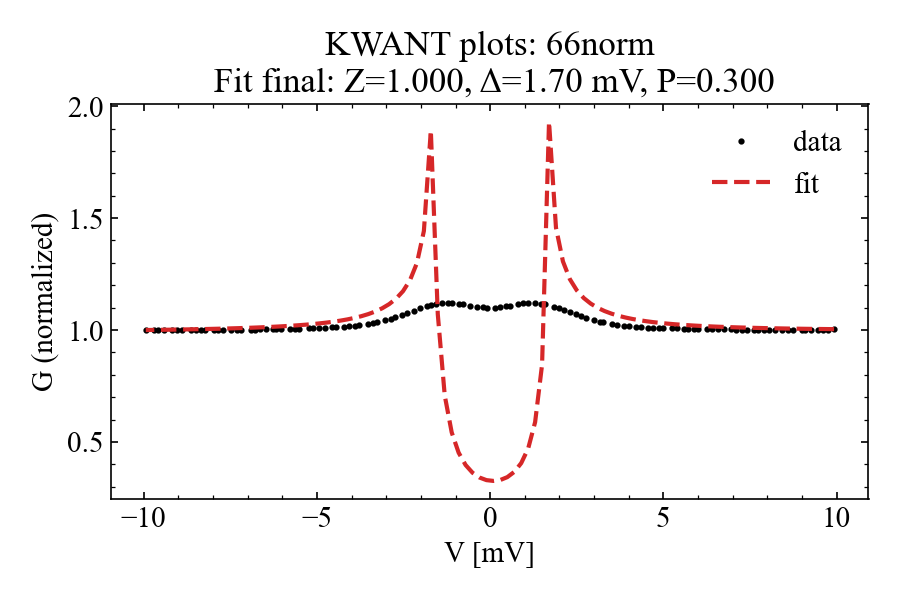 KWANT plots: 66norm
Fit final: Z=1.000, Δ=1.70 mV, P=0.300
2.0
1.5
1.0
0.5
G (normalized)
data
fit
−10
−5
0
5
10
V [mV]